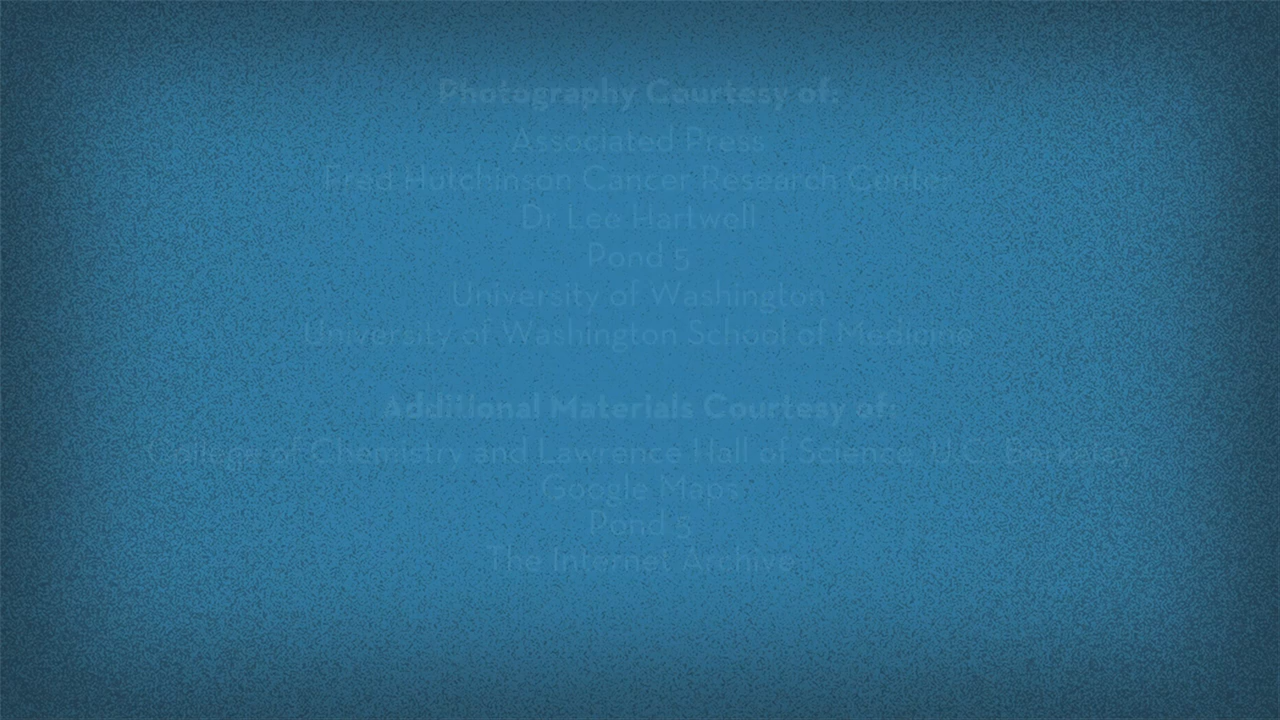 Photography Courtesy of:
Associated Press
Fred Hutchinson Cancer Research Center
Dr Lee Hartwell
Pond 5
University of Washington
University of Washington School of Medicine
Additional Materials Courtesy of:
College of Chemistry and Lawrence Hall of Science, U.C. Berkeley
Google Maps
Pond 5
The Internet Archive